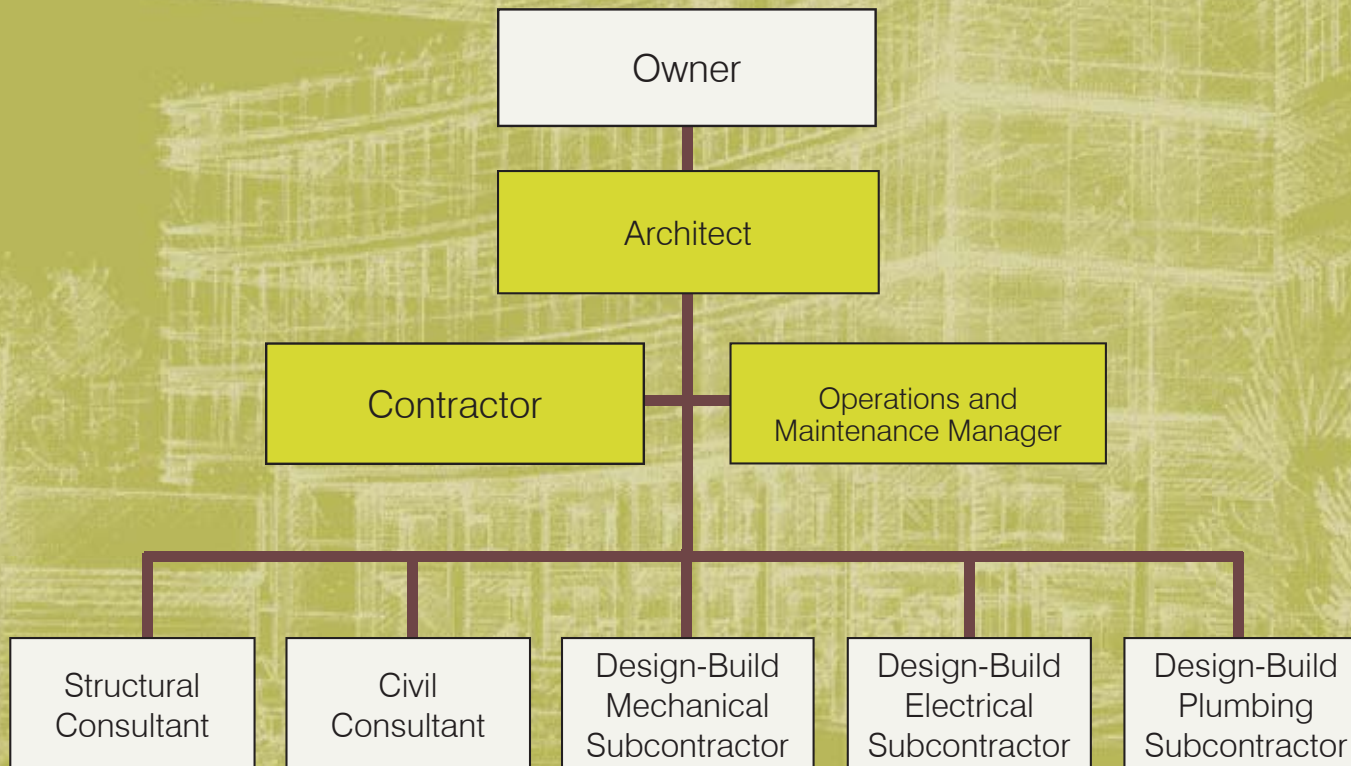 Owner
Architect
Contractor
Operations and
Maintenance Manager
Structural
Consultant
Civil
Consultant
Design-Build
Mechanical
Subcontractor
Design-Build
Electrical
Subcontractor
Design-Build
Plumbing
Subcontractor